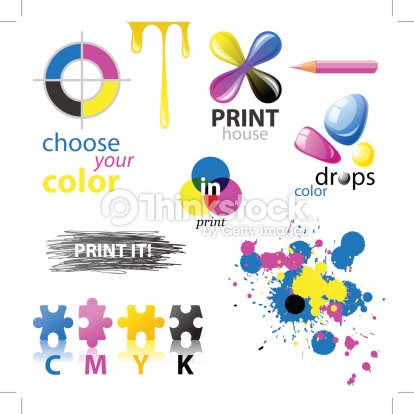 PRINT
house
choose
your
color
drops
color
in
print
Thinkstock
by Getty Images
PRINT IT!
C M Y K